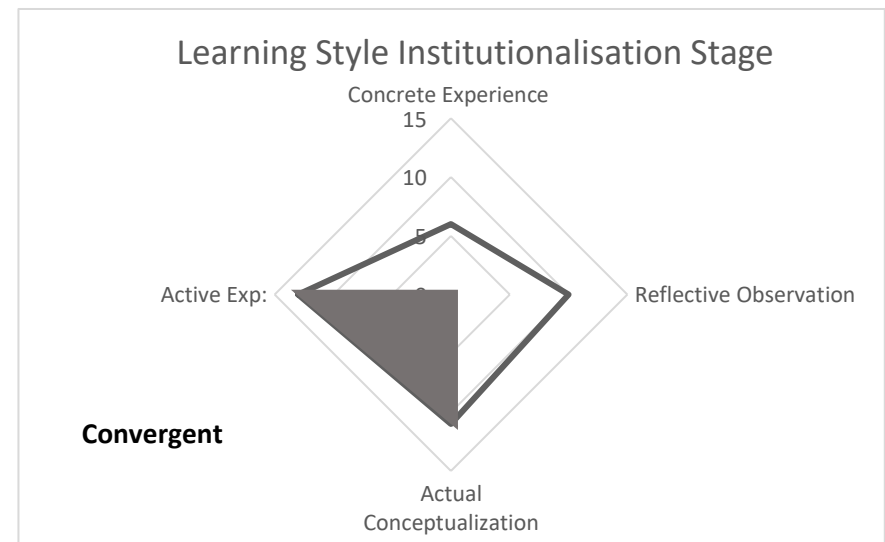 Learning Style Institutionalisation Stage
Concrete Experience
15
10
5
Active Exp:
Reflective Observation
Convergent
Actual
Conceptualization